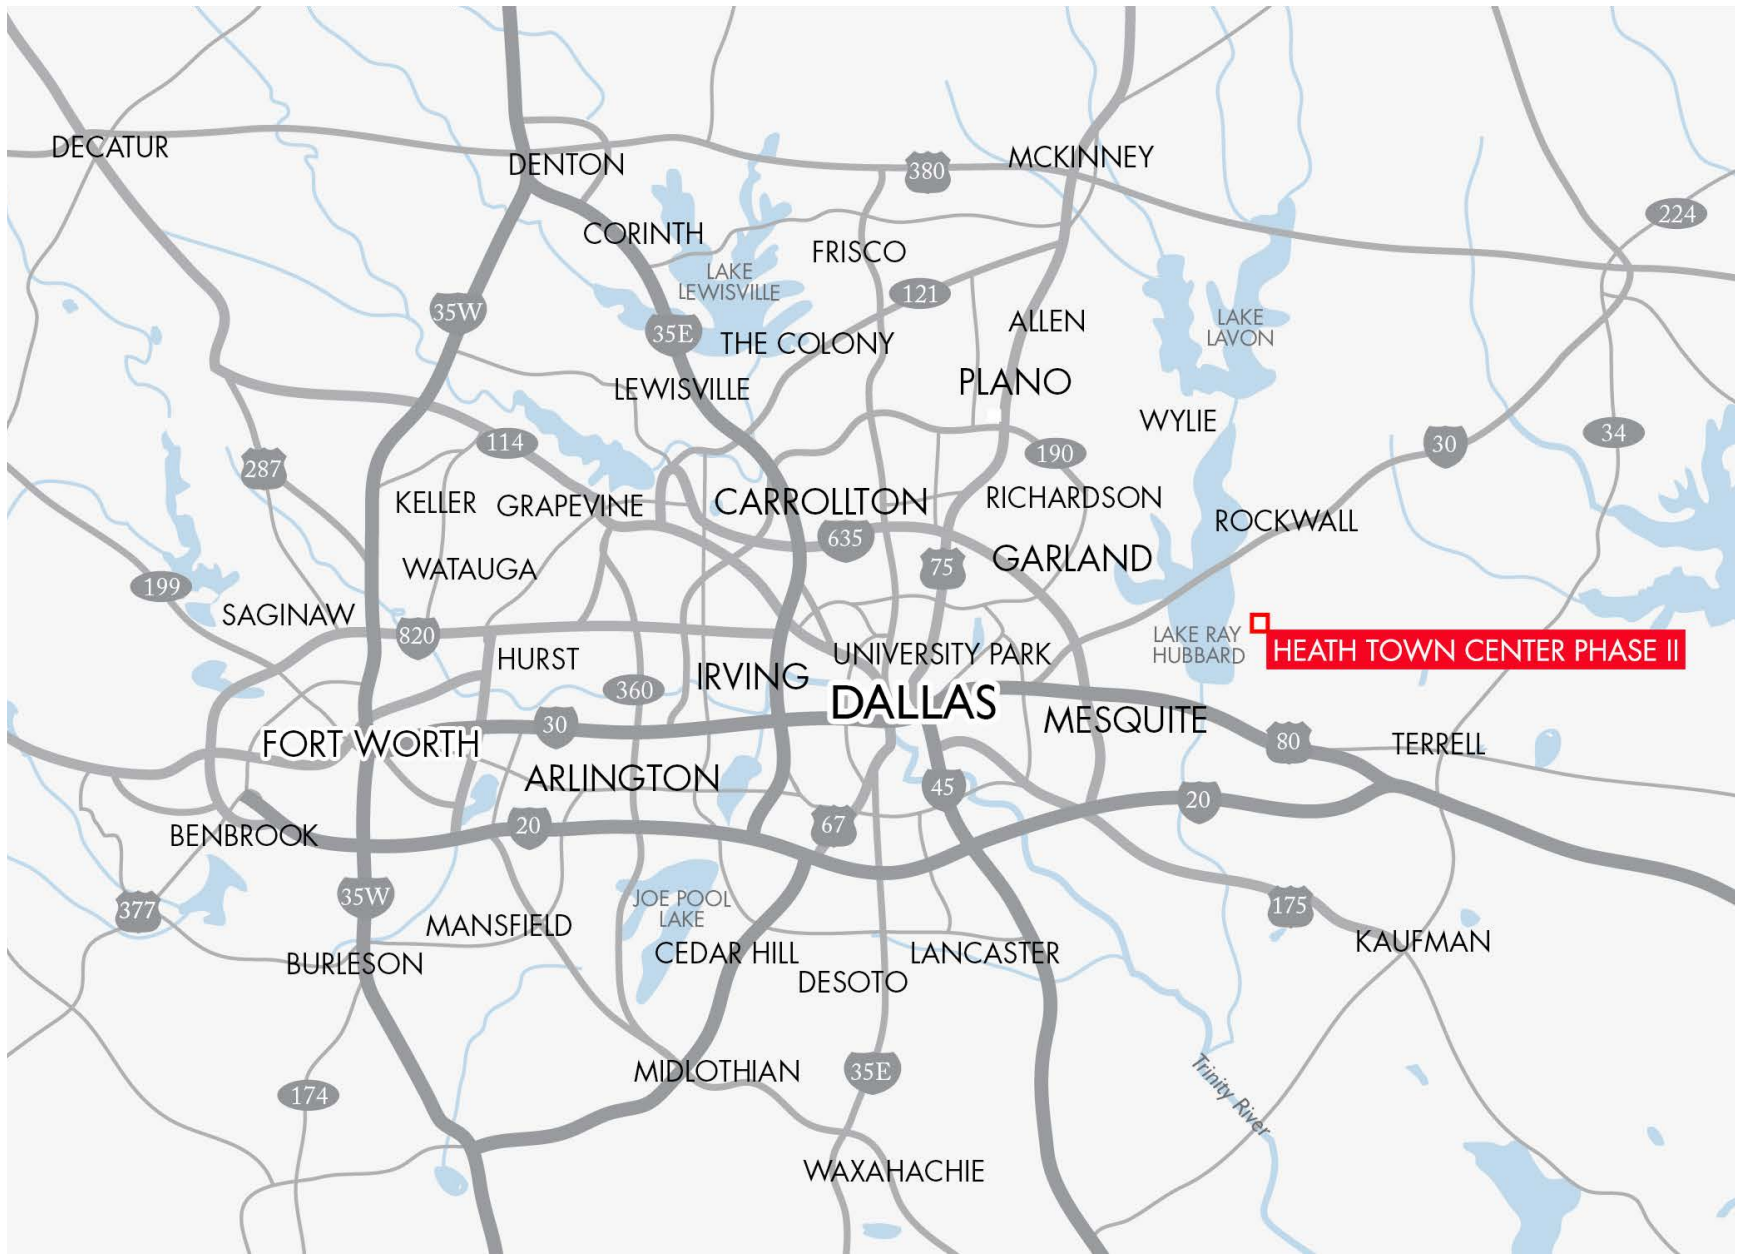 DECATUR
DENTON
380
MCKINNEY
224
CORINTH
FRISCO
LAKE
LEWISVILLE
121
35W
35E
THE COLONY
ALLEN
LAKE
LAVON
LEWISVILLE
PLANO
WYLIE
114
287
190
30
34
KELLER
GRAPEVINE
CARROLLTON
RICHARDSON
ROCKWALL
635
75
GARLAND
WATAUGA
199
SAGINAW
820
HURST
360
IRVING
UNIVERSITY PARK
LAKE RAY
HUBBARD
HEATH TOWN CENTER PHASE II
DALLAS
MESQUITE
30
FORT WORTH
80
TERRELL
ARLINGTON
45
20
BENBROOK
20
67
377
35W
MANSFIELD
JOE POOL
LAKE
175
KAUFMAN
BURLESON
CEDAR HILL
LANCASTER
DESOTO
MIDLOTHIAN
35E
174
Trinity River
WAXAHACHIE